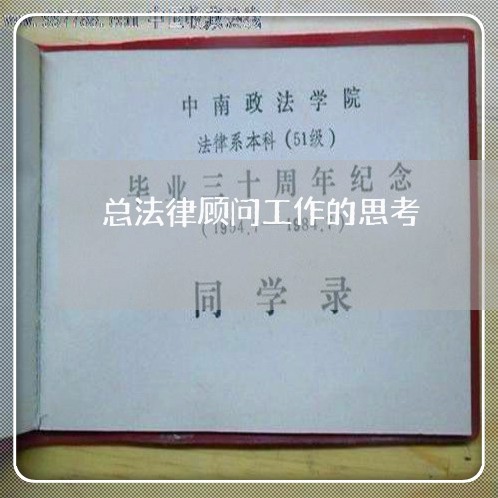 中南政法学院
法律系本科(51级)
毕业三十周年纪念
总法律顾问工作的思考
同学录